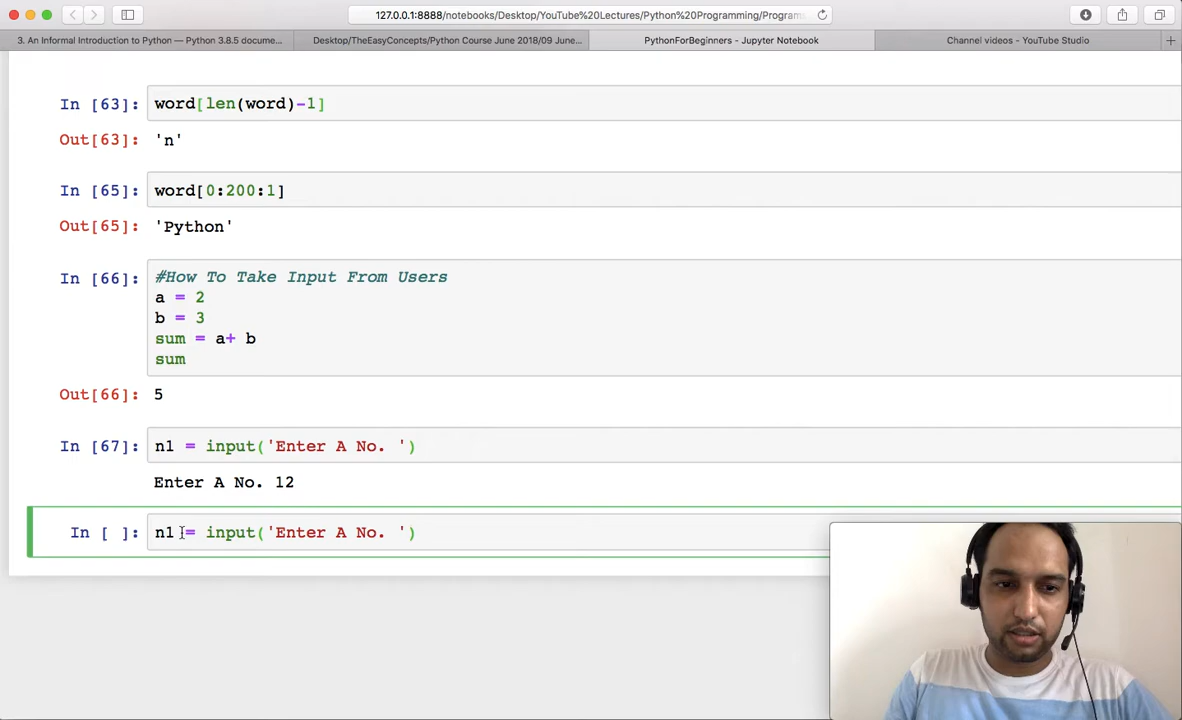 127.0.0.1:8888/notebooks/Desktop/YouTube%20Lectures/Python%20Programming/Program
3. An Informal Introduction to Python — Python 3.8.5 docume...
Desktop/TheEasyConcepts/Python Course June 2018/09 June...
PythonForBeginners - Jupyter Notebook
Channel videos - YouTube Studio
In [63]: word[len(word)-1]
Out[63]: 'n'
In [65]: word[0:200:1]
Out[65]: 'Python'
In [66]: #How To Take Input From Users
a = 2
b = 3
sum = a+ b
sum
Out[66]: 5
In [67]: n1 = input('Enter A No. ')
Enter A No. 12
In [ ]: n1 = input('Enter A No. ')